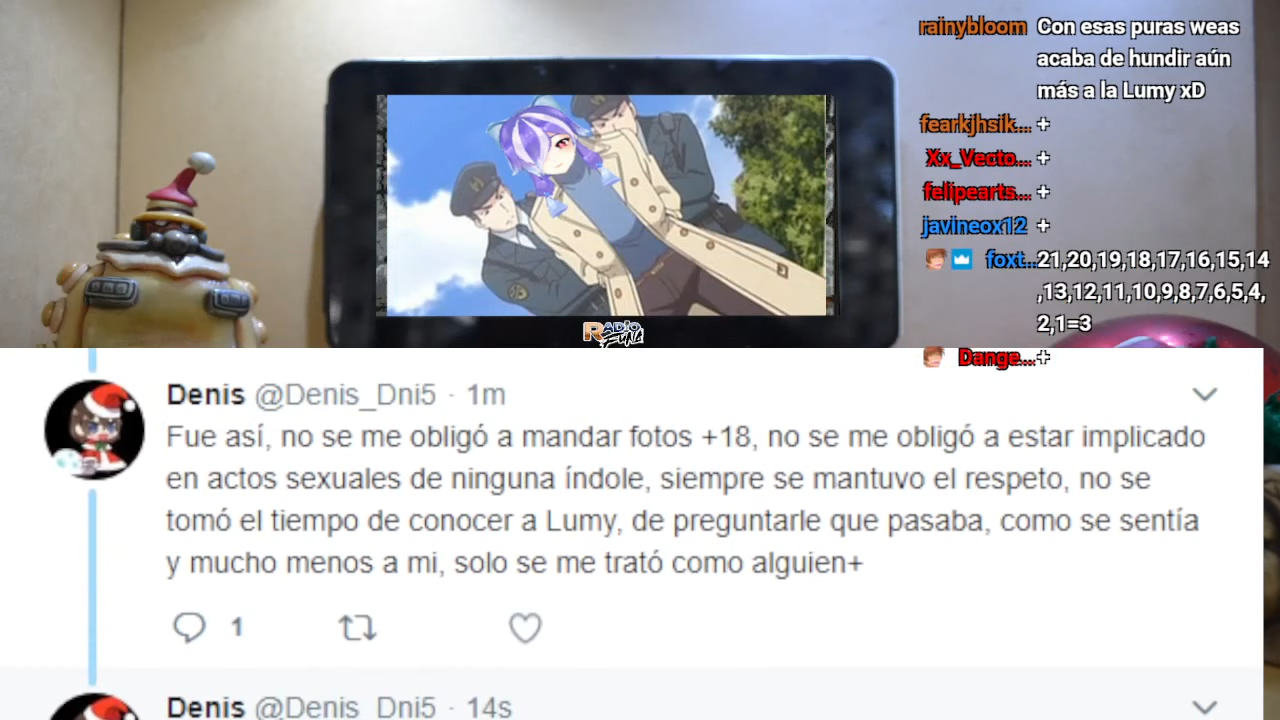 rainybloom Con esas puras weas
acaba de hundir aún
más a la Lumy xD
fearkjhsik... +
Xx_Vecto... +
felipearts... +
javineox12 +
foxt... 21,20,19,18,17,16,15,14
,13,12,11,10,9,8,7,6,5,4,
2,1=3
Dange... +
RADIO
FUNA
Denis @Denis_Dni5 · 1m
Fue así, no se me obligó a mandar fotos +18, no se me obligó a estar implicado
en actos sexuales de ninguna índole, siempre se mantuvo el respeto, no se
tomó el tiempo de conocer a Lumy, de preguntarle que pasaba, como se sentía
y mucho menos a mi, solo se me trató como alguien+
1
Denis @Denis_Dni5 · 14s